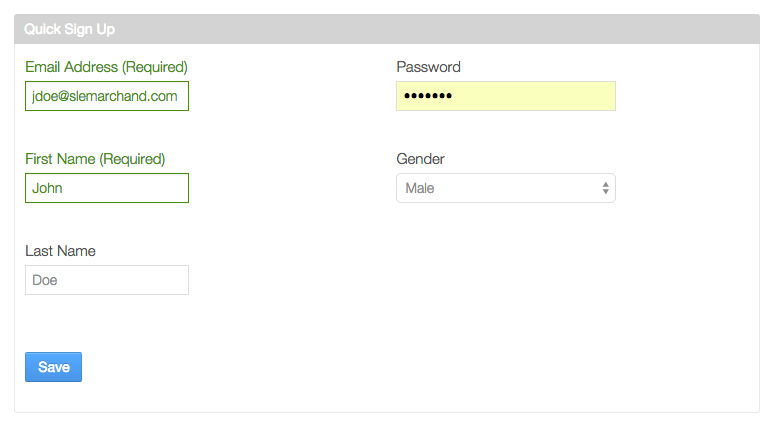 Quick Sign Up
Email Address (Required)
jdoe@slemarchand.com
Password
•••••••
First Name (Required)
John
Gender
Male
Last Name
Doe
Save